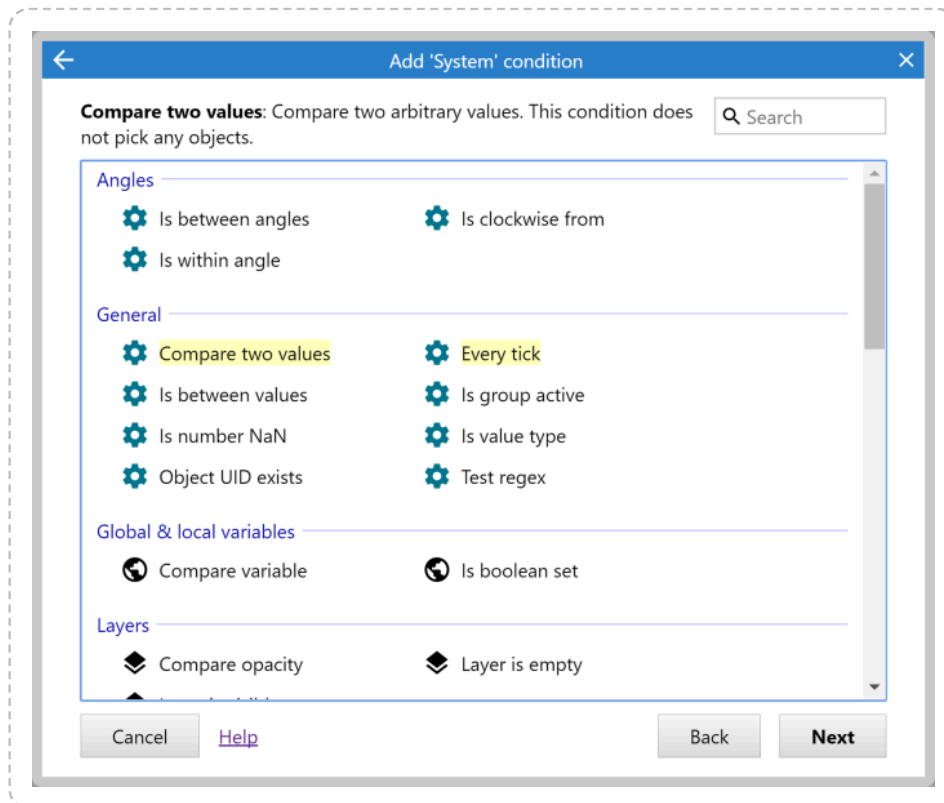 Add 'System' condition
Compare two values: Compare two arbitrary values. This condition does
not pick any objects.
Search
Angles
Is between angles
Is clockwise from
Is within angle
General
Compare two values
Every tick
Is between values
Is group active
Is number NaN
Is value type
Object UID exists
Test regex
Global & local variables
Compare variable
Is boolean set
Layers
Compare opacity
Layer is empty
Cancel
Help
Back
Next